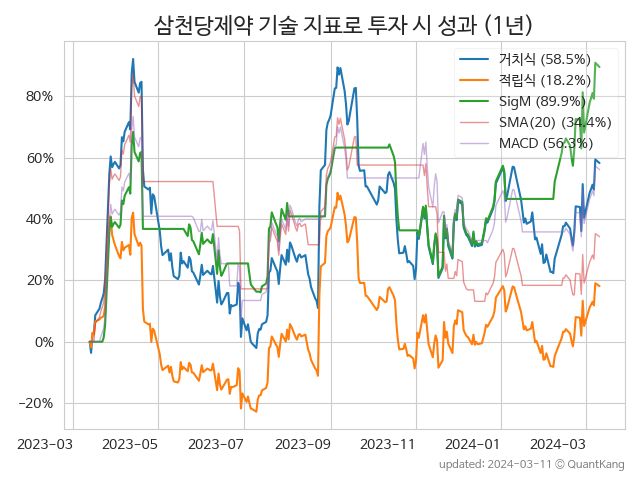 삼천당제약 기술 지표로 투자 시 성과 (1년)
거치식 (58.5%)
적립식 (18.2%)
SigM (89.9%)
SMA(20) (34.4%)
MACD (56.3%)
80%
60%
40%
20%
0%
−20%
2023-03 2023-05 2023-07 2023-09 2023-11 2024-01 2024-03
updated: 2024-03-11 © QuantKang